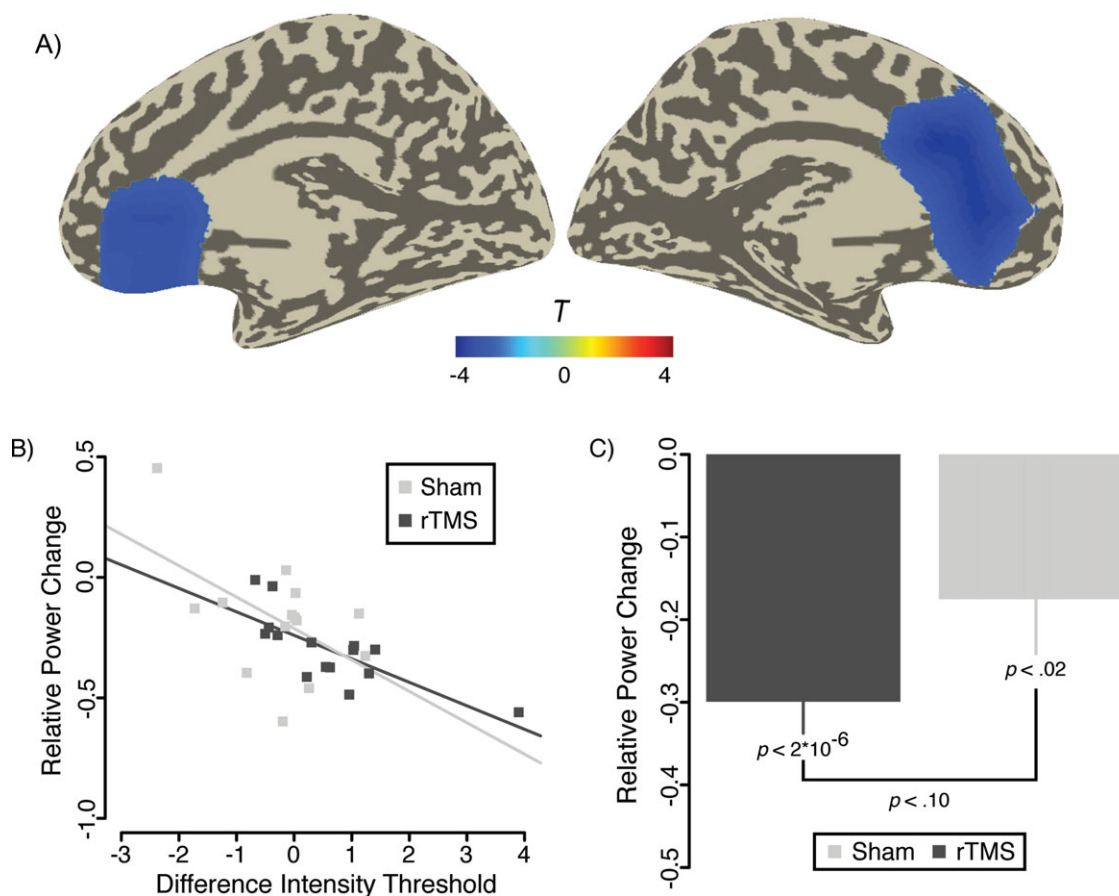 A)
T
-4 0 4
B)
Relative Power Change
0.5
0.0
-0.5
-1.0
Sham
rTMS
-3 -2 -1 0 1 2 3 4
Difference Intensity Threshold
C)
Relative Power Change
0.0
-0.1
-0.2
-0.3
-0.4
-0.5
p < .02
p < 2*10-6
p < .10
Sham rTMS